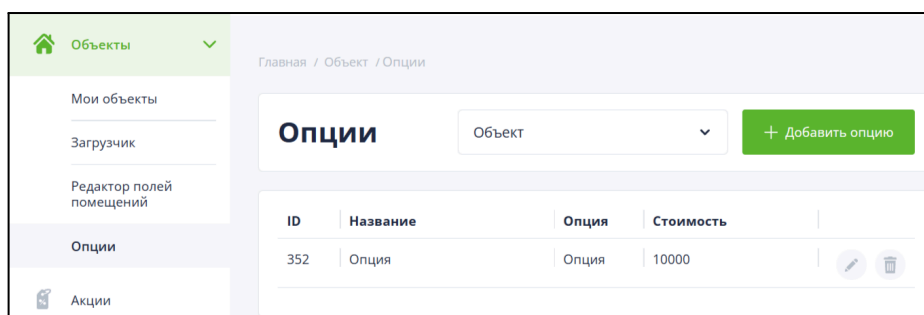 Объекты
Мои объекты
Загрузчик
Редактор полей
помещений
Опции
Акции
Главная / Объект / Опции
Опции
Объект
+ Добавить опцию
ID Название Опция Стоимость
352 Опция Опция 10000